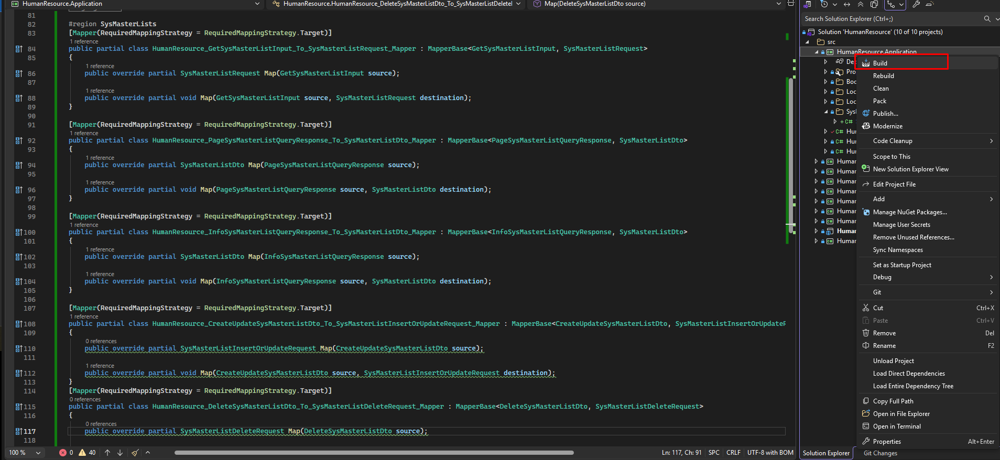 HumanResource.Application
HumanResource.HumanResource_DeleteSysMasterListDto_To_SysMasterListDelete
Map(DeleteSysMasterListDto source)
81
82 #region SysMasterLists
83 [Mapper(RequiredMappingStrategy = RequiredMappingStrategy.Target)]
1 reference
84 public partial class HumanResource_GetSysMasterListInput_To_SysMasterListRequest_Mapper : MapperBase<GetSysMasterListInput, SysMasterListRequest>
85 {
1 reference
86 public override partial SysMasterListRequest Map(GetSysMasterListInput source);
87
1 reference
88 public override partial void Map(GetSysMasterListInput source, SysMasterListRequest destination);
89 }
90
91 [Mapper(RequiredMappingStrategy = RequiredMappingStrategy.Target)]
1 reference
92 public partial class HumanResource_PageSysMasterListQueryResponse_To_SysMasterListDto_Mapper : MapperBase<PageSysMasterListQueryResponse, SysMasterListDto>
93 {
1 reference
94 public override partial SysMasterListDto Map(PageSysMasterListQueryResponse source);
95
1 reference
96 public override partial void Map(PageSysMasterListQueryResponse source, SysMasterListDto destination);
97 }
98
99 [Mapper(RequiredMappingStrategy = RequiredMappingStrategy.Target)]
1 reference
100 public partial class HumanResource_InfoSysMasterListQueryResponse_To_SysMasterListDto_Mapper : MapperBase<InfoSysMasterListQueryResponse, SysMasterListDto>
101 {
1 reference
102 public override partial SysMasterListDto Map(InfoSysMasterListQueryResponse source);
103
1 reference
104 public override partial void Map(InfoSysMasterListQueryResponse source, SysMasterListDto destination);
105 }
106
107 [Mapper(RequiredMappingStrategy = RequiredMappingStrategy.Target)]
1 reference
108 public partial class HumanResource_CreateUpdateSysMasterListDto_To_SysMasterListInsertOrUpdateRequest_Mapper : MapperBase<CreateUpdateSysMasterListDto, SysMasterListInsertOrUpdateR
109 {
0 references
110 public override partial SysMasterListInsertOrUpdateRequest Map(CreateUpdateSysMasterListDto source);
111
1 reference
112 public override partial void Map(CreateUpdateSysMasterListDto source, SysMasterListInsertOrUpdateRequest destination);
113 }
114 [Mapper(RequiredMappingStrategy = RequiredMappingStrategy.Target)]
0 references
115 public partial class HumanResource_DeleteSysMasterListDto_To_SysMasterListDeleteRequest_Mapper : MapperBase<DeleteSysMasterListDto, SysMasterListDeleteRequest>
116 {
0 references
117 public override partial SysMasterListDeleteRequest Map(DeleteSysMasterListDto source);
118
100 %
0
40
Ln: 117, Ch: 91 SPC CRLF UTF-8 with BOM
Search Solution Explorer (Ctrl+;)
Solution 'HumanResource' (10 of 10 projects)
src
C# HumanResource.Application
De
Pro
Loc
Loc
Sys
+ C#
C# Hur
C# Hur
C# Hur
C# Human
C# Human
C# Human
C# Human
C# Human
C# Human
C# Human
Human
C# Human
Build
Rebuild
Clean
Pack
Publish...
Modernize
Code Cleanup
Scope to This
New Solution Explorer View
Edit Project File
Add
Manage NuGet Packages...
Manage User Secrets
Remove Unused References...
Sync Namespaces
Set as Startup Project
Debug
Git
Cut Ctrl+X
Paste Ctrl+V
Remove Del
Rename F2
Unload Project
Load Direct Dependencies
Load Entire Dependency Tree
Copy Full Path
Open in File Explorer
Open in Terminal
Properties Alt+Enter
Solution Explorer
Git Changes